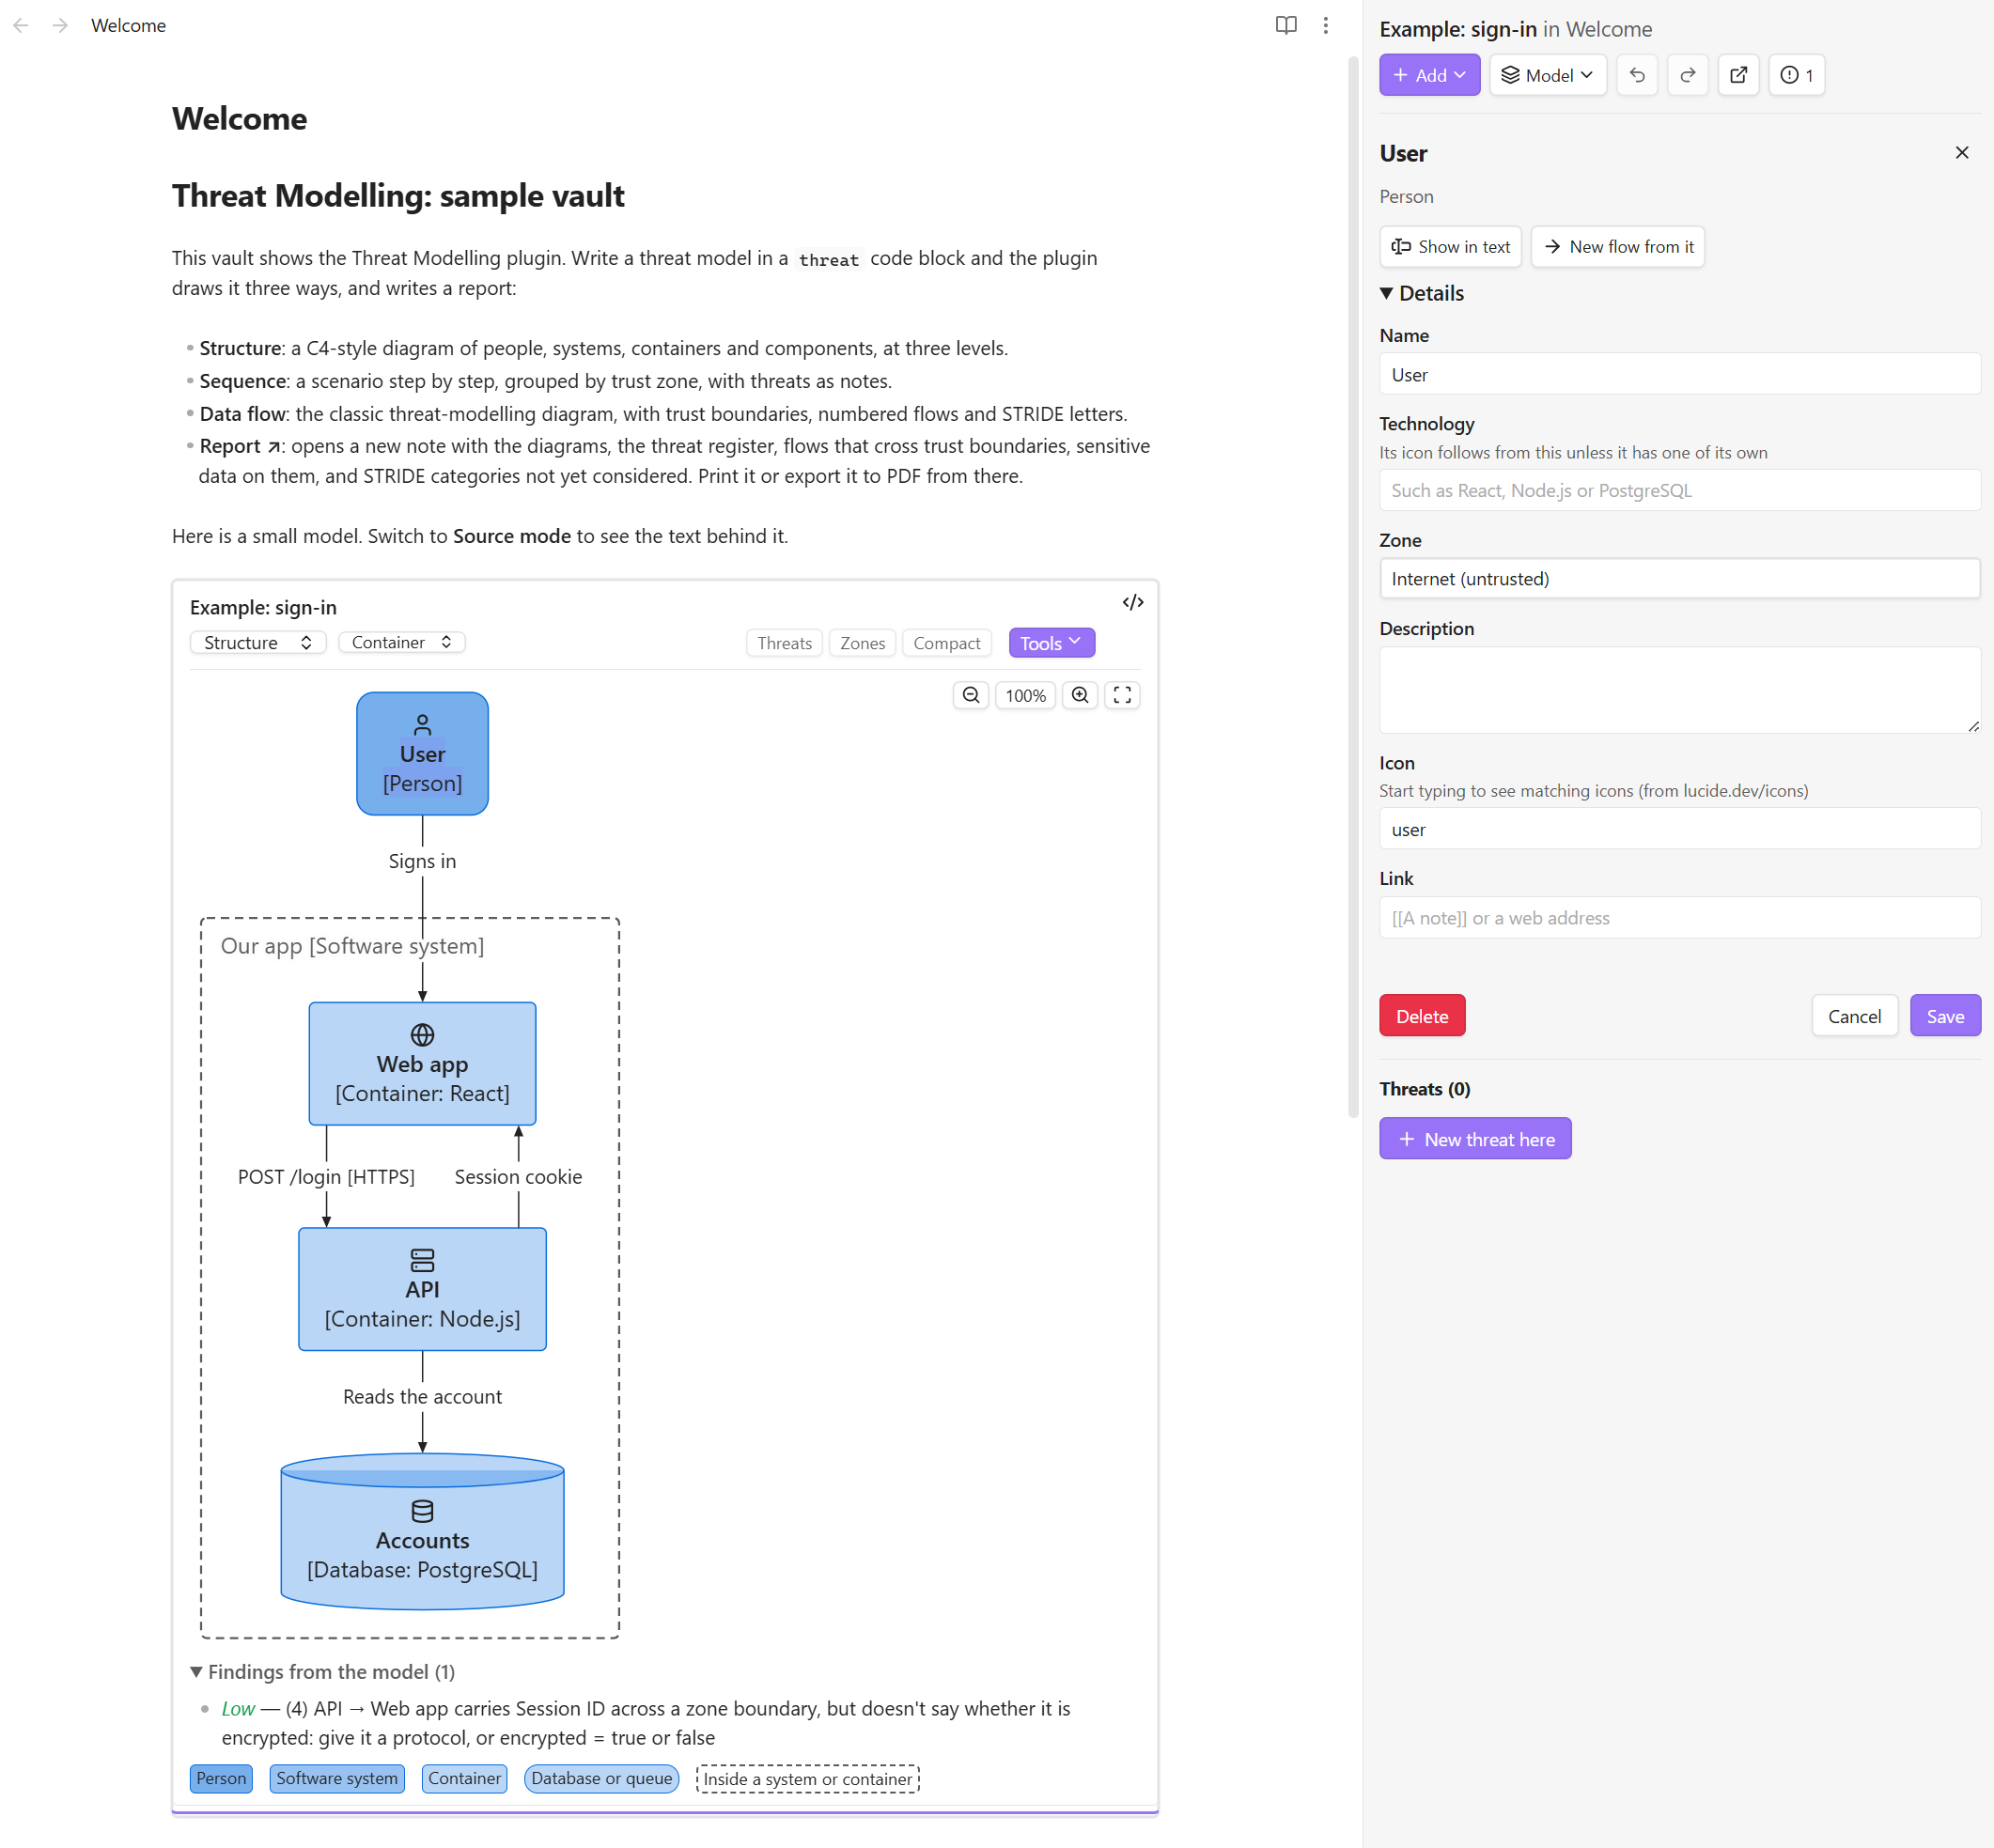 Welcome
Welcome
Threat Modelling: sample vault
This vault shows the Threat Modelling plugin. Write a threat model in a threat code block and the plugin
draws it three ways, and writes a report:
Structure: a C4-style diagram of people, systems, containers and components, at three levels.
Sequence: a scenario step by step, grouped by trust zone, with threats as notes.
Data flow: the classic threat-modelling diagram, with trust boundaries, numbered flows and STRIDE letters.
Report ↗: opens a new note with the diagrams, the threat register, flows that cross trust boundaries, sensitive
data on them, and STRIDE categories not yet considered. Print it or export it to PDF from there.
Here is a small model. Switch to Source mode to see the text behind it.
Example: sign-in
</>
Structure Container Threats Zones Compact Tools
100%
User
[Person]
Signs in
Our app [Software system]
Web app
[Container: React]
POST /login [HTTPS] Session cookie
API
[Container: Node.js]
Reads the account
Accounts
[Database: PostgreSQL]
Findings from the model (1)
Low — (4) API → Web app carries Session ID across a zone boundary, but doesn't say whether it is
encrypted: give it a protocol, or encrypted = true or false
Person Software system Container Database or queue Inside a system or container
Example: sign-in in Welcome
+ Add Model 1
User
Person
Show in text → New flow from it
Details
Name
User
Technology
Its icon follows from this unless it has one of its own
Such as React, Node.js or PostgreSQL
Zone
Internet (untrusted)
Description
Icon
Start typing to see matching icons (from lucide.dev/icons)
user
Link
[[A note]] or a web address
Delete Cancel Save
Threats (0)
+ New threat here